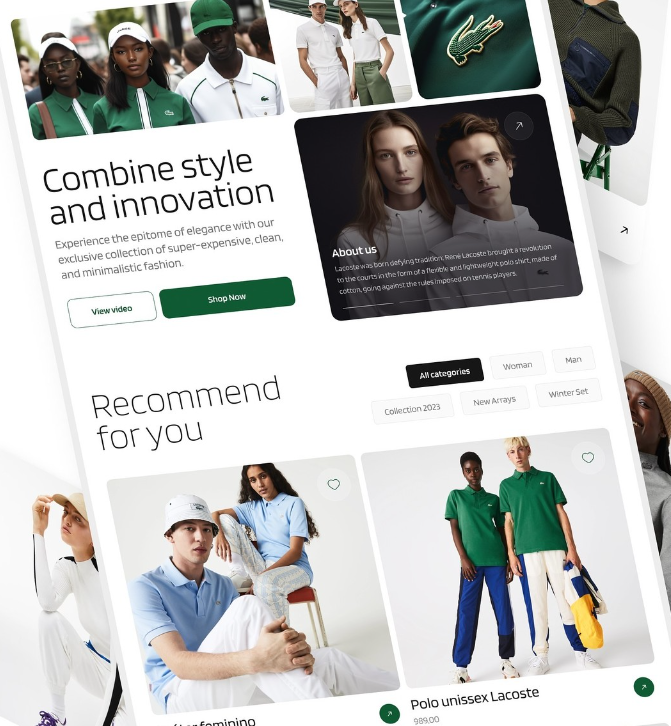 Combine style
and innovation
Experience the epitome of elegance with our
exclusive collection of super-expensive, clean,
and minimalistic fashion.
View video
Shop Now
About us
Lacoste was born defying tradition. René Lacoste brought a revolution
to the courts in the form of a flexible and lightweight polo shirt, made of
cotton, going against the rules imposed on tennis players.
Recommend
for you
All categories
Woman
Man
Collection 2023
New Arrays
Winter Set
feminino
Polo unissex Lacoste
989,00